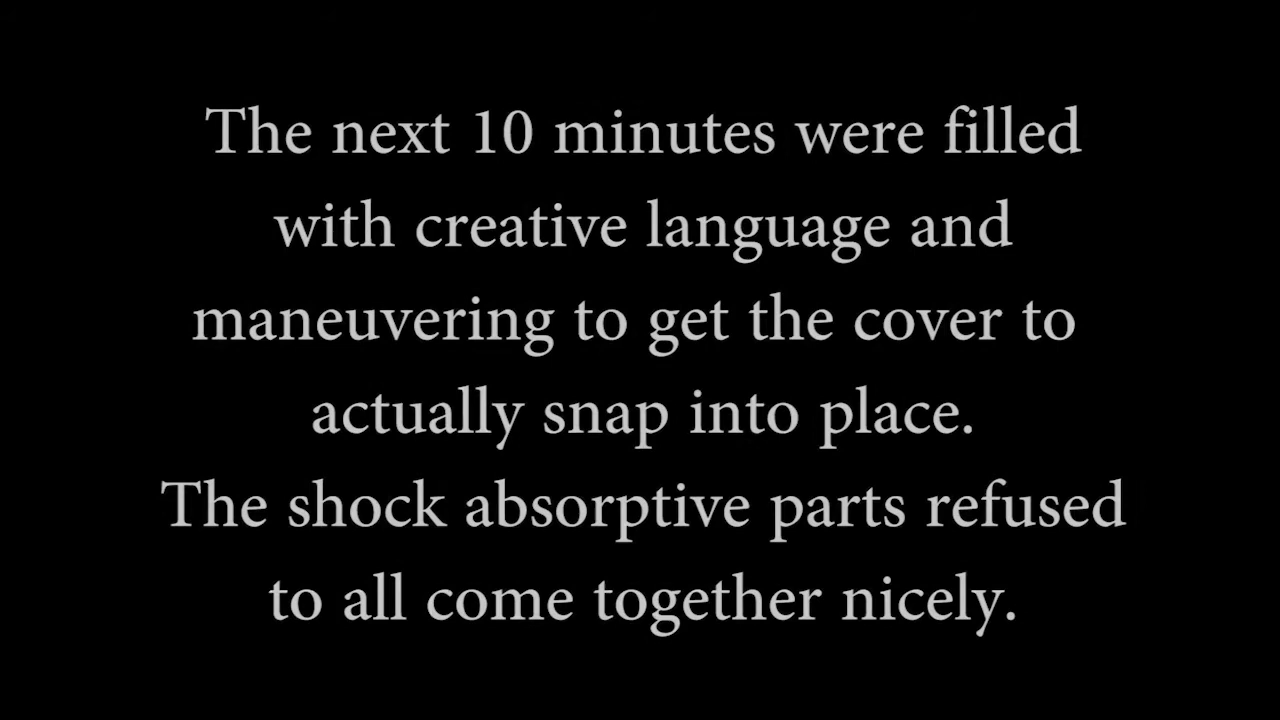 The next 10 minutes were filled
with creative language and
maneuvering to get the cover to
actually snap into place.
The shock absorptive parts refused
to all come together nicely.